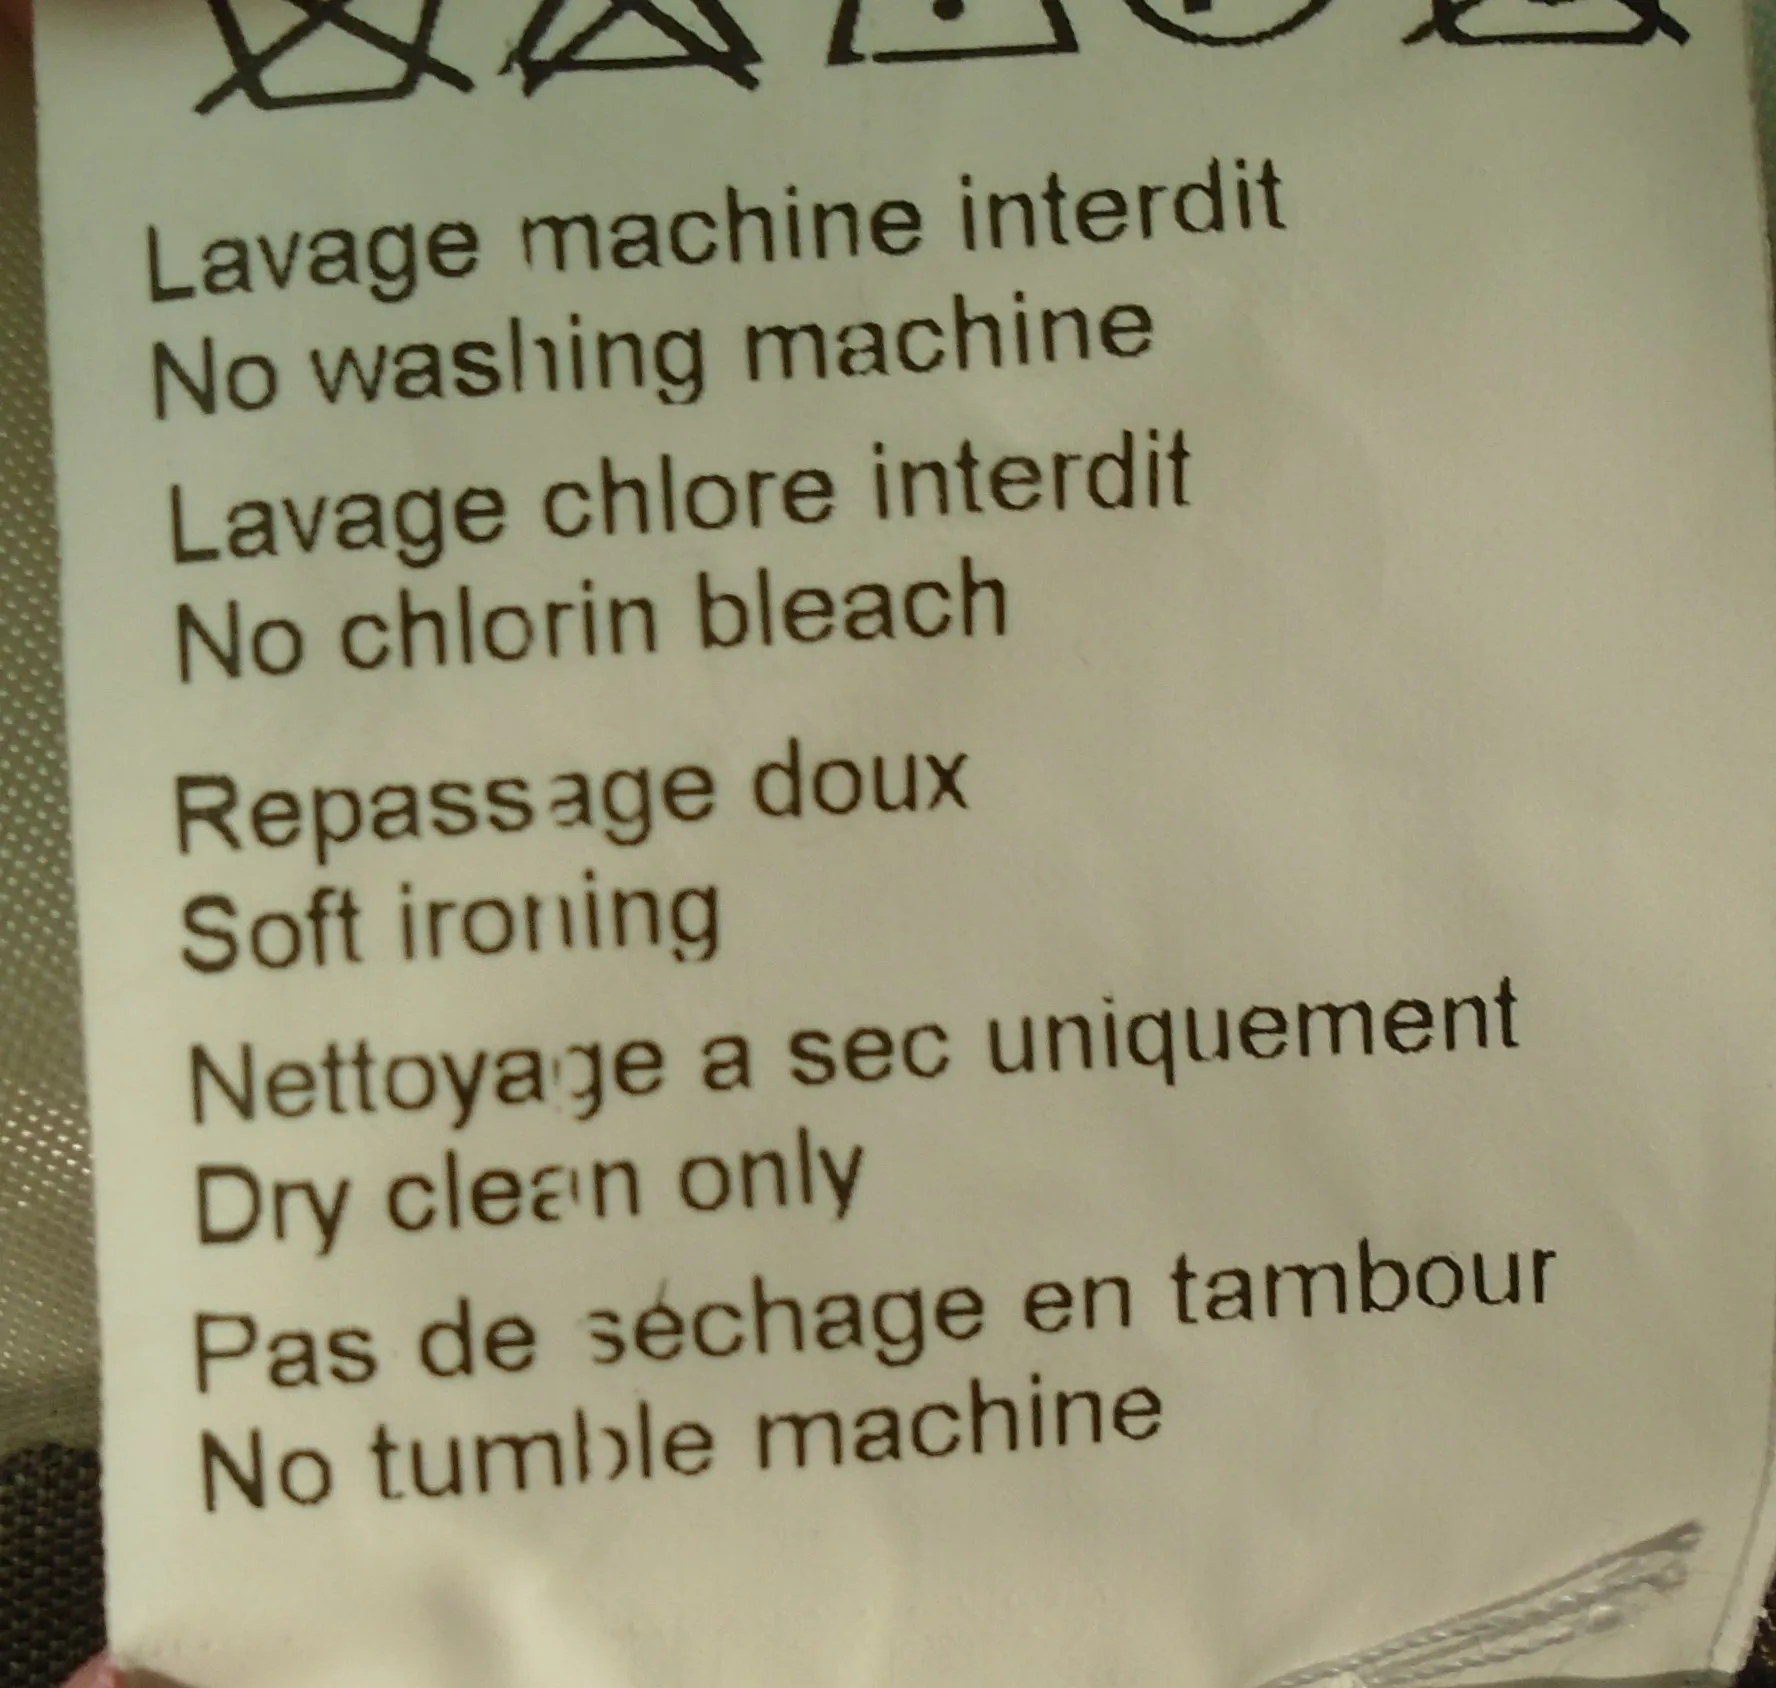 Lavage machine interdit
No washing machine
Lavage chlore interdit
No chlorin bleach
Repassage doux
Soft ironing
Nettoyage a sec uniquement
Dry clean only
Pas de séchage en tambour
No tumble machine